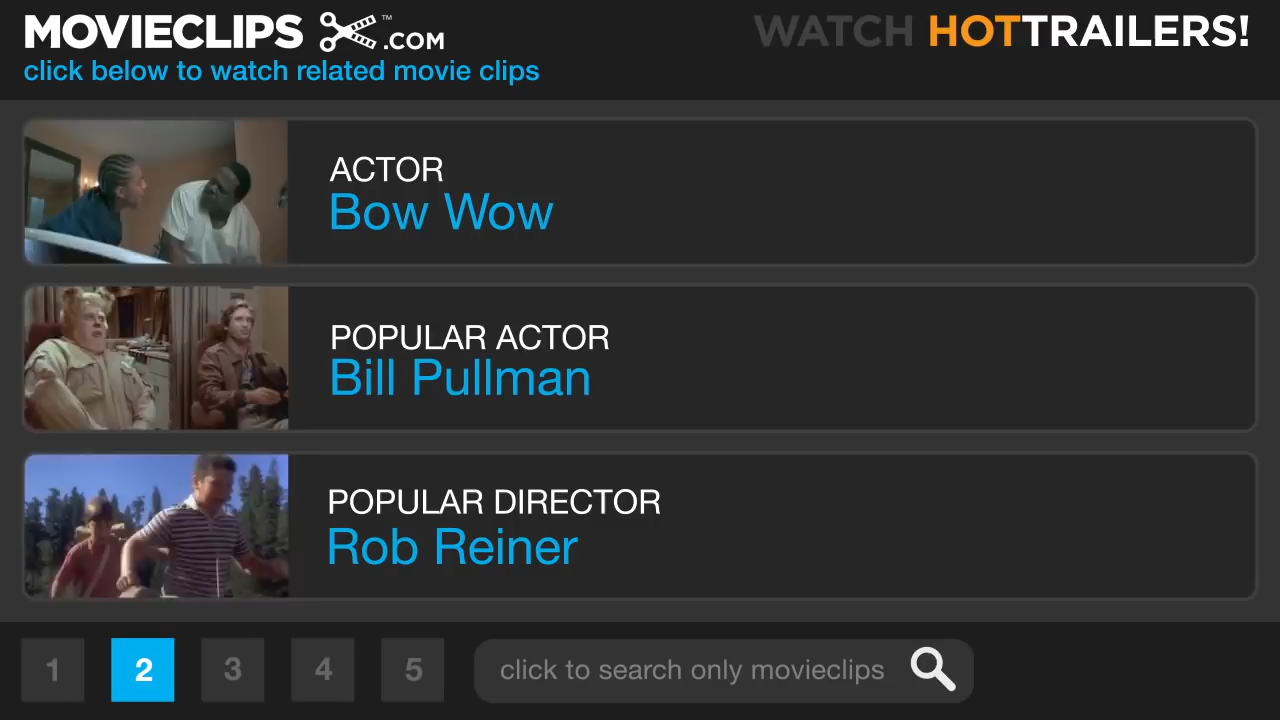 MOVIECLIPS ™ .COM
WATCH HOTTRAILERS!
click below to watch related movie clips
ACTOR
Bow Wow
POPULAR ACTOR
Bill Pullman
POPULAR DIRECTOR
Rob Reiner
1 2 3 4 5
click to search only movieclips